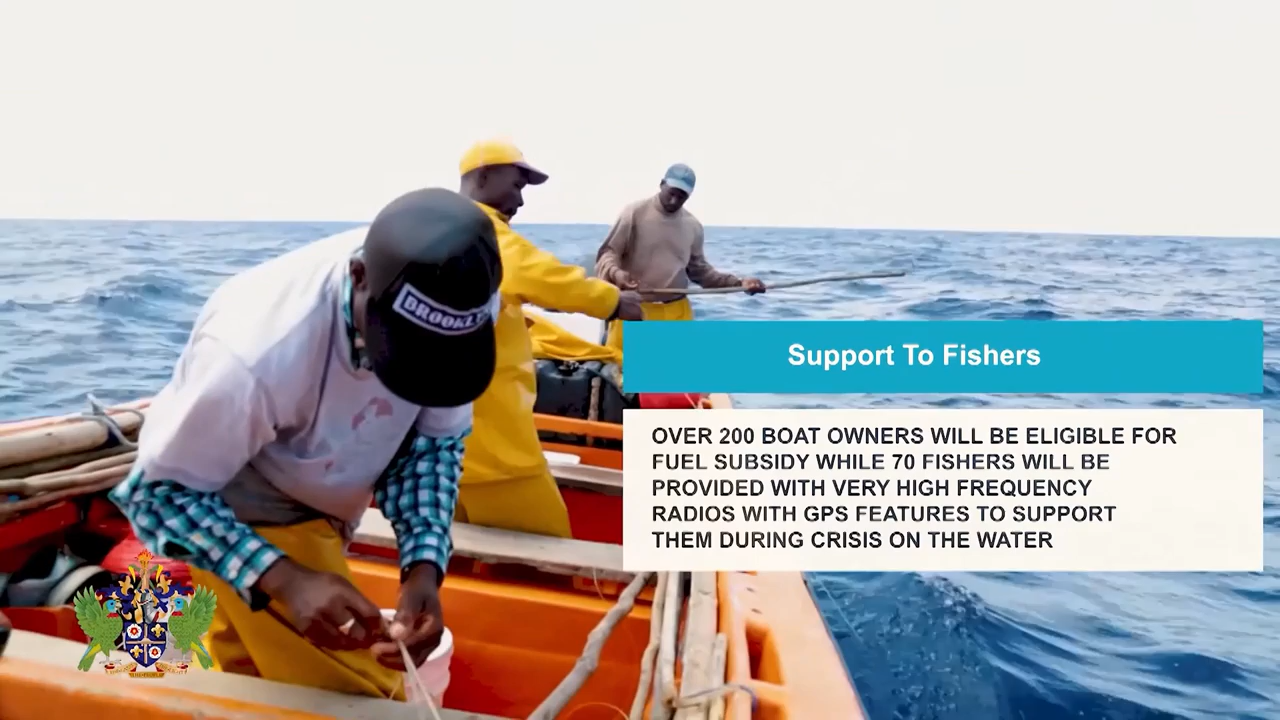 BROOKLYN
Support To Fishers
OVER 200 BOAT OWNERS WILL BE ELIGIBLE FOR
FUEL SUBSIDY WHILE 70 FISHERS WILL BE
PROVIDED WITH VERY HIGH FREQUENCY
RADIOS WITH GPS FEATURES TO SUPPORT
THEM DURING CRISIS ON THE WATER